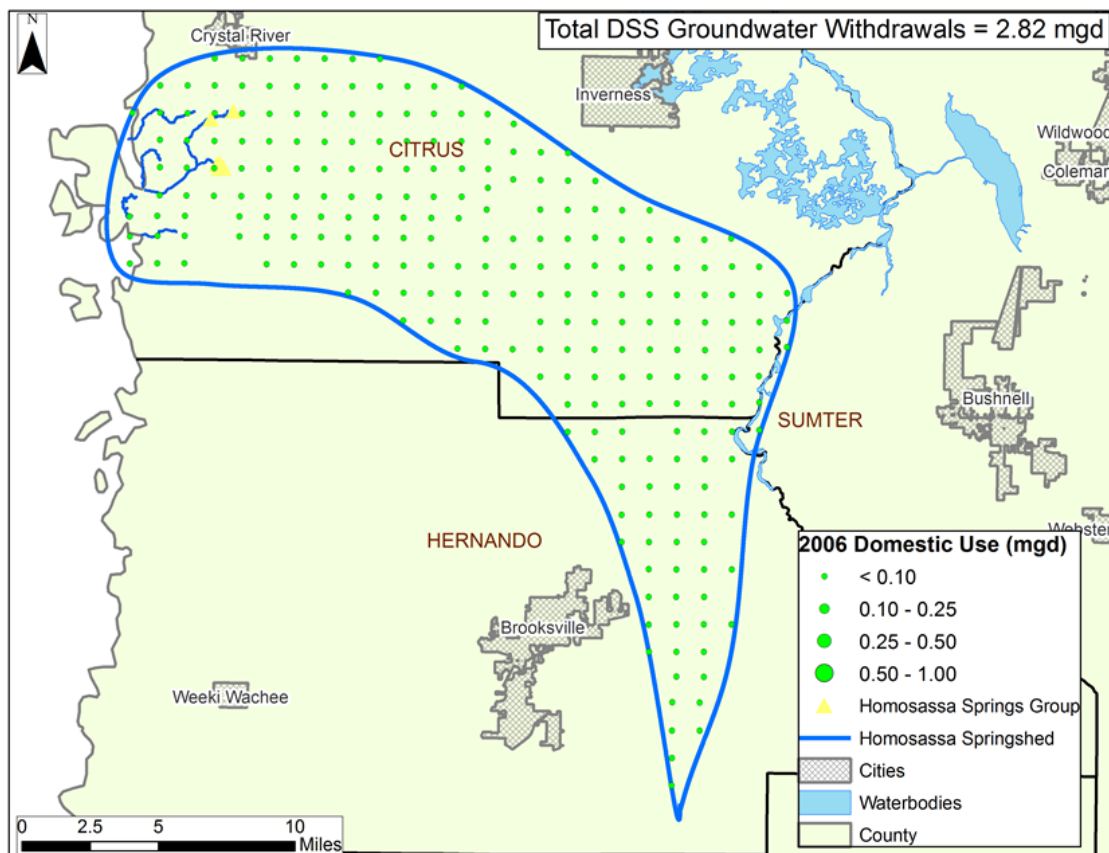 Total DSS Groundwater Withdrawals = 2.82 mgd
N
Crystal River
Inverness
Wildwood
Coleman
CITRUS
SUMTER
Bushnell
Webster
HERNANDO
Brooksville
Weeki Wachee
2006 Domestic Use (mgd)
< 0.10
0.10 - 0.25
0.25 - 0.50
0.50 - 1.00
Homosassa Springs Group
Homosassa Springshed
Cities
Waterbodies
County
0 2.5 5 10
Miles